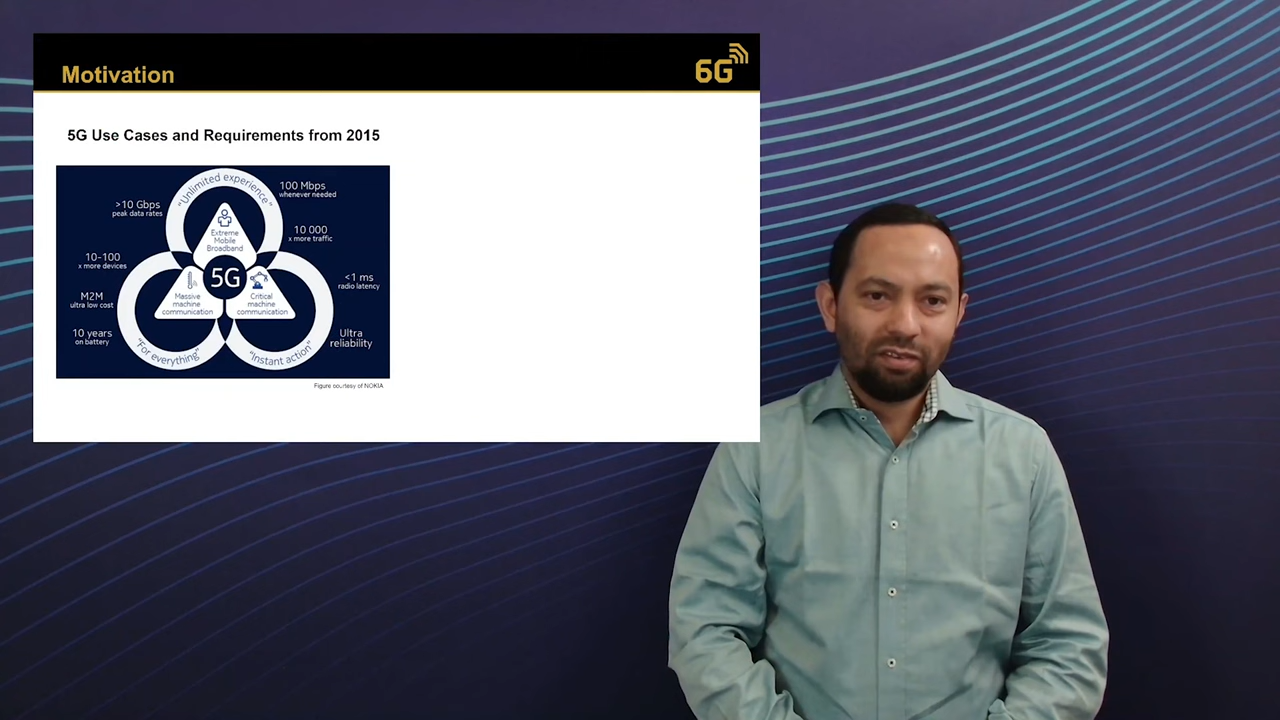 Motivation
6G
5G Use Cases and Requirements from 2015
"Unlimited experience"
100 Mbps
whenever needed
>10 Gbps
peak data rates
Extreme
Mobile
Broadband
10 000
x more traffic
10-100
x more devices
5G
<1 ms
radio latency
M2M
ultra low cost
Massive
machine
communication
Critical
machine
communication
10 years
on battery
Ultra
reliability
"For everything"
"Instant action"
Figure courtesy of NOKIA